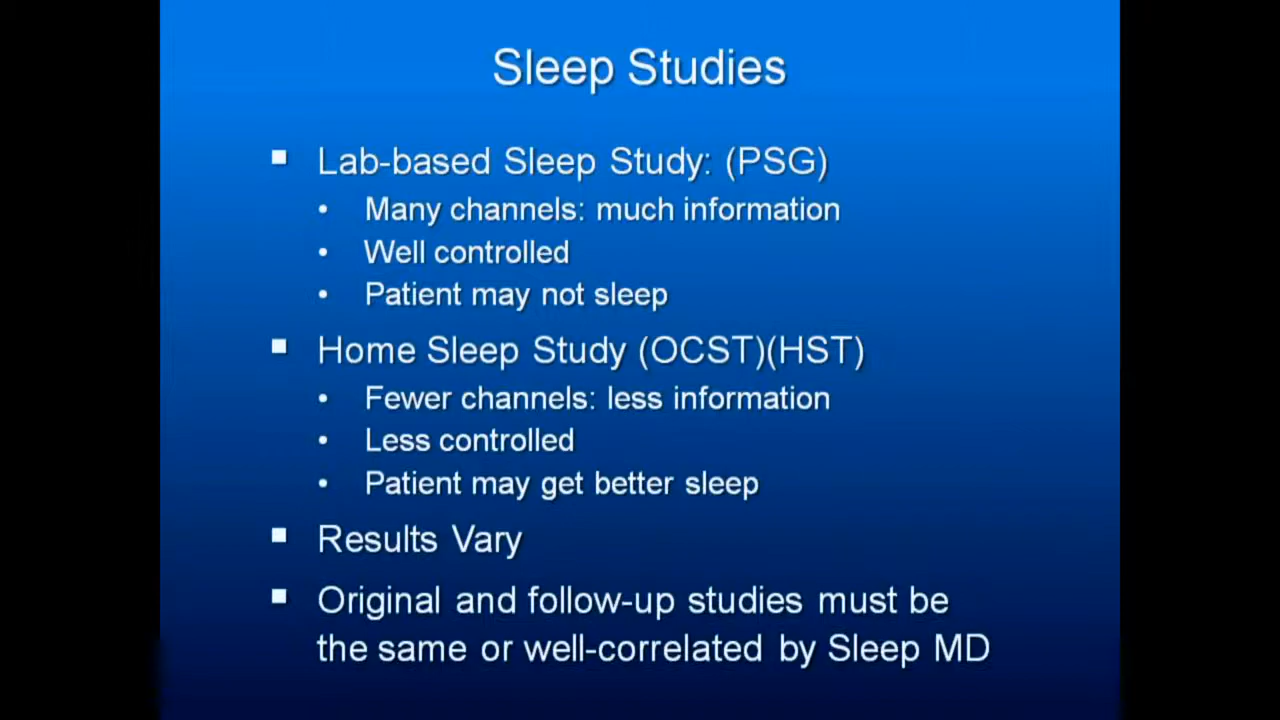 Sleep Studies
Lab-based Sleep Study: (PSG)
Many channels: much information
Well controlled
Patient may not sleep
Home Sleep Study (OCST)(HST)
Fewer channels: less information
Less controlled
Patient may get better sleep
Results Vary
Original and follow-up studies must be
the same or well-correlated by Sleep MD